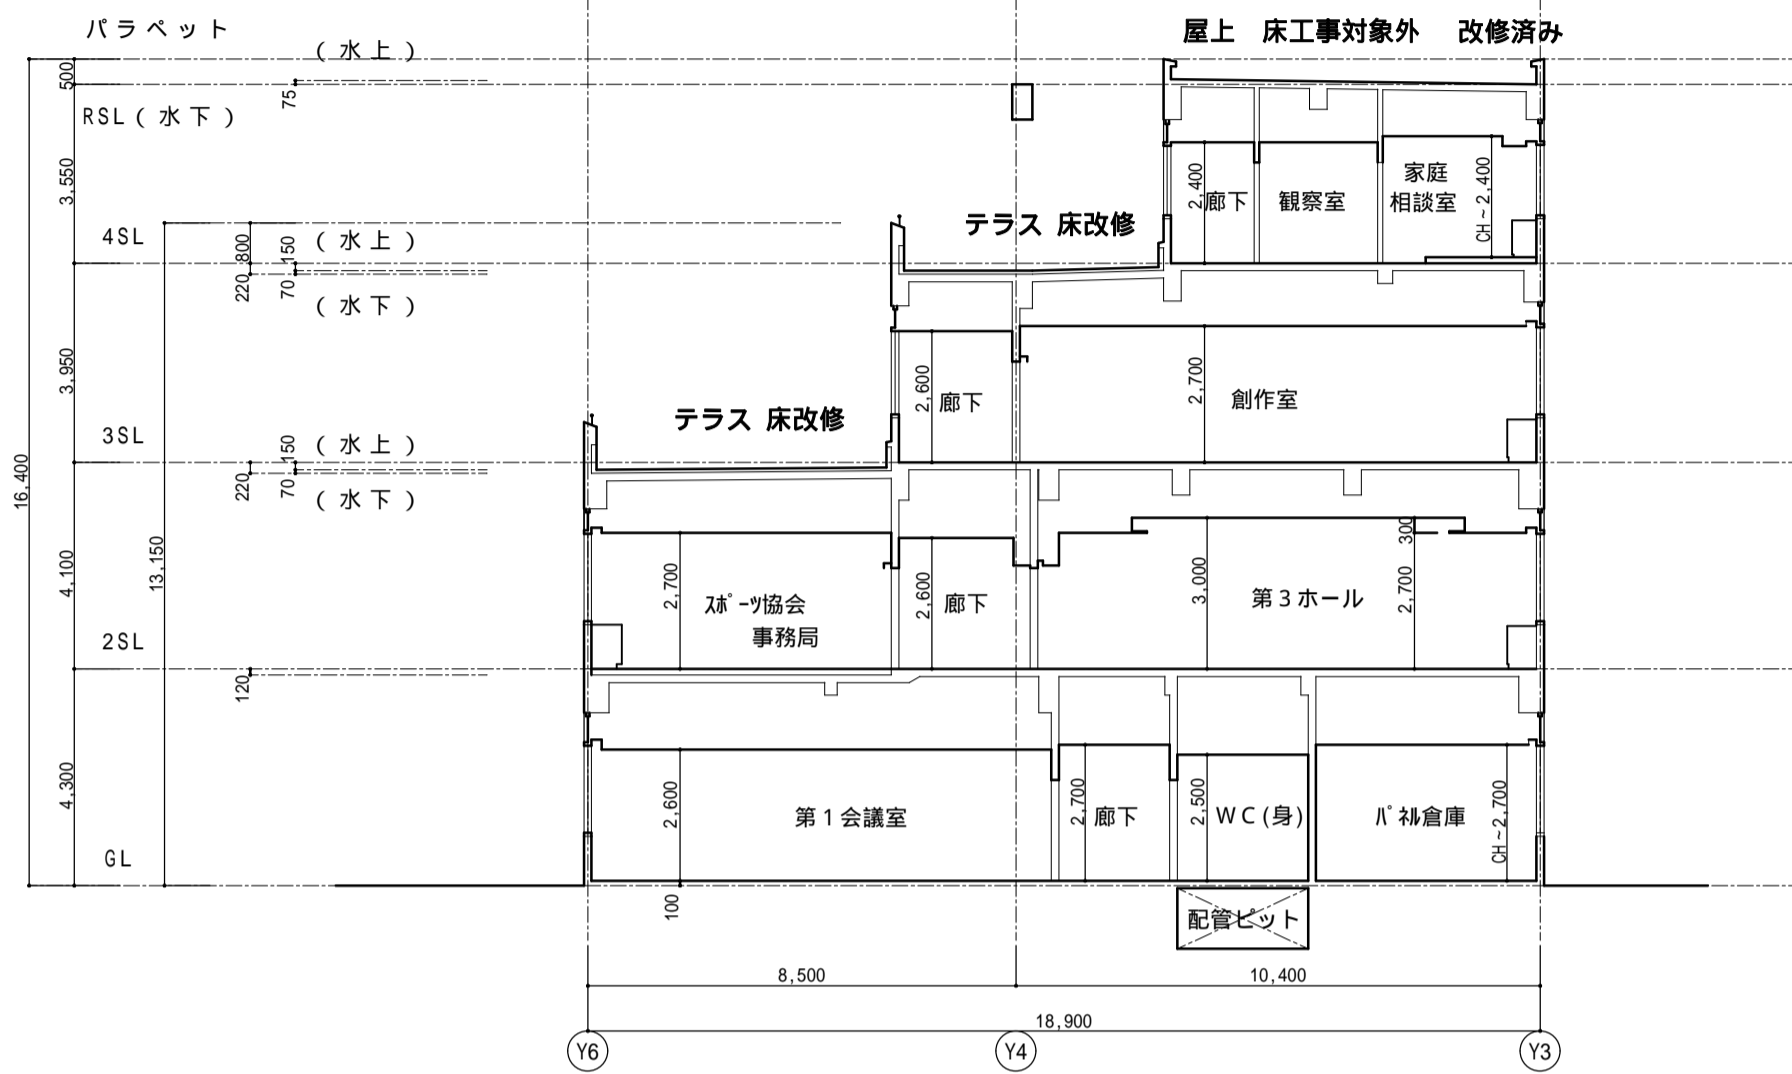 パラペット
(水上)
屋上 床工事対象外 改修済み
500
75
RSL(水下)
3,550
2,400
廊下
観察室
家庭
相談室
CH~2,400
テラス 床改修
4SL
800
150
(水上)
220
70
(水下)
3,950
2,600
廊下
2,700
創作室
テラス 床改修
3SL
150
(水上)
220
70
(水下)
16,400
13,150
4,100
2,700
スポーツ協会
事務局
2,600
廊下
3,000
第3ホール
300
2,700
2SL
120
4,300
2,600
第1会議室
2,700
廊下
2,500
WC(身)
パネル倉庫
CH~2,700
GL
100
配管ピット
8,500
10,400
18,900
Y6
Y4
Y3